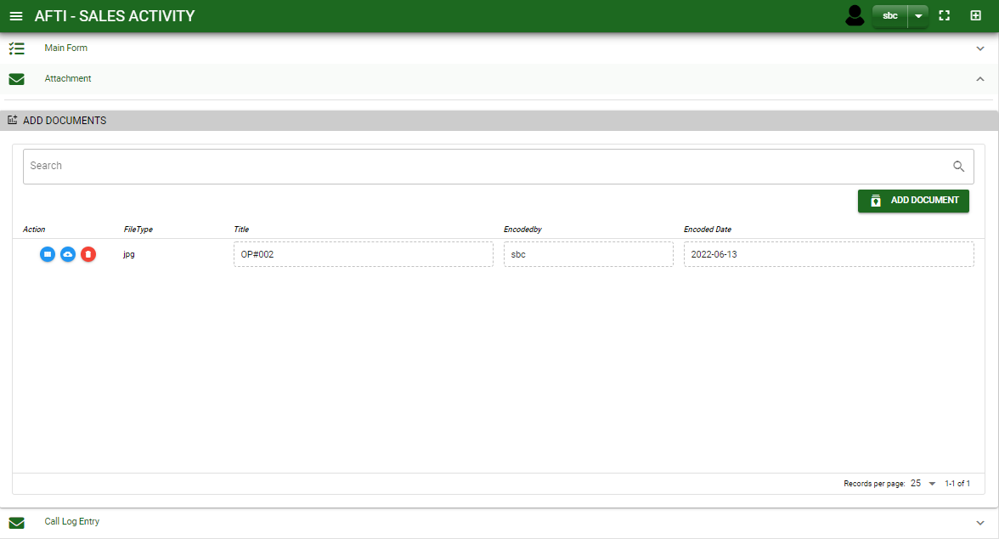 AFTI - SALES ACTIVITY
sbc
Main Form
Attachment
ADD DOCUMENTS
Search
ADD DOCUMENT
Action FileType Title Encodedby Encoded Date
jpg OP#002 sbc 2022-06-13
Records per page: 25 1-1 of 1
Call Log Entry